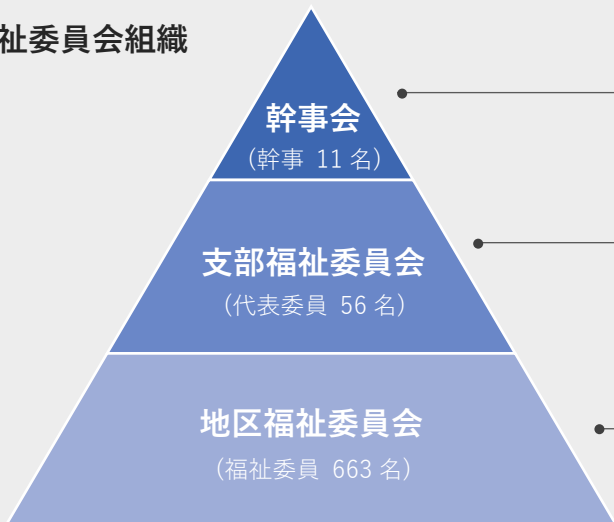 祉委員会組織
幹事会
(幹事 11 名)
支部福祉委員会
(代表委員 56 名)
地区福祉委員会
(福祉委員 663 名)